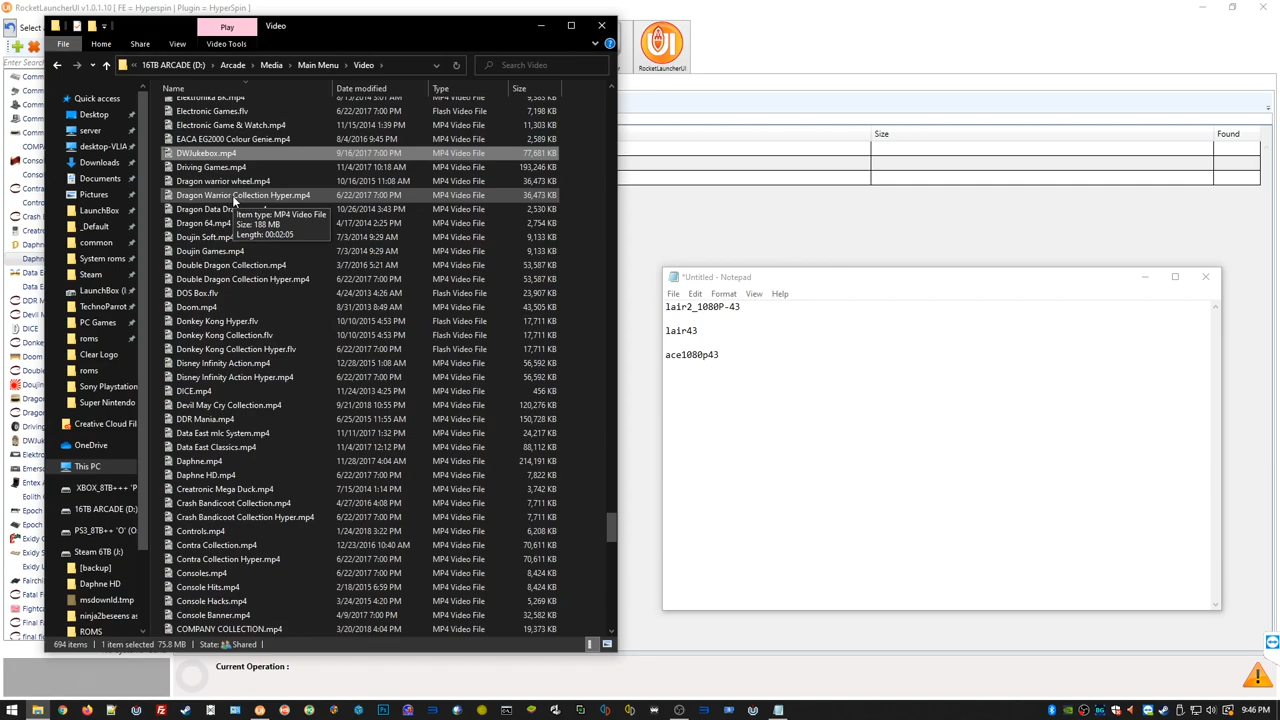 RocketLauncherUI v1.0.1.10 | FE = Hyperspin | Plugin = HyperSpin
Select
Play
Video
File
Home
Share
View
Video Tools
RocketLauncherUI
16TB ARCADE (D:) > Arcade > Media > Main Menu > Video >
Search Video
Name
Date modified
Type
Size
Quick access
Desktop
server
desktop-VLIA
Downloads
Documents
Pictures
LaunchBox
_Default
common
System roms
Steam
LaunchBox (I
TechnoParrot
PC Games
roms
Clear Logo
roms
Sony Playstation
Super Nintendo
Creative Cloud Fil
OneDrive
This PC
XBOX_8TB+++ 'P
16TB ARCADE (D:)
PS3_8TB++ 'O' (O
Steam 6TB (J:)
[backup]
Daphne HD
msdownld.tmp
ninja2beseens as
ROMS
Elektronika BK.mp4 8/15/2014 3:01 AM MP4 Video File 9,383 KB
Electronic Games.flv 6/22/2017 7:00 PM Flash Video File 7,198 KB
Electronic Game & Watch.mp4 11/15/2014 1:39 PM MP4 Video File 11,303 KB
EACA EG2000 Colour Genie.mp4 8/4/2016 9:45 PM MP4 Video File 2,589 KB
DWJukebox.mp4 9/16/2017 7:00 PM MP4 Video File 77,681 KB
Driving Games.mp4 11/4/2017 10:18 AM MP4 Video File 193,246 KB
Dragon warrior wheel.mp4 10/16/2015 11:08 AM MP4 Video File 36,473 KB
Dragon Warrior Collection Hyper.mp4 6/22/2017 7:00 PM MP4 Video File 36,473 KB
Dragon Data Dra 10/26/2014 3:43 PM MP4 Video File 2,530 KB
Dragon 64.mp4 4/17/2014 2:25 PM MP4 Video File 2,754 KB
Doujin Soft.mp4 7/3/2014 9:29 AM MP4 Video File 9,133 KB
Doujin Games.mp4 7/3/2014 9:29 AM MP4 Video File 9,133 KB
Double Dragon Collection.mp4 3/7/2016 5:21 AM MP4 Video File 53,587 KB
Double Dragon Collection Hyper.mp4 6/22/2017 7:00 PM MP4 Video File 53,587 KB
DOS Box.flv 4/24/2013 4:26 AM Flash Video File 23,907 KB
Doom.mp4 8/31/2013 8:49 AM MP4 Video File 43,505 KB
Donkey Kong Hyper.flv 10/10/2015 4:53 PM Flash Video File 17,711 KB
Donkey Kong Collection.flv 10/10/2015 4:53 PM Flash Video File 17,711 KB
Donkey Kong Collection Hyper.flv 6/22/2017 7:00 PM Flash Video File 17,711 KB
Disney Infinity Action.mp4 12/28/2015 1:08 AM MP4 Video File 56,592 KB
Disney Infinity Action Hyper.mp4 6/22/2017 7:00 PM MP4 Video File 56,592 KB
DICE.mp4 11/24/2013 4:25 PM MP4 Video File 456 KB
Devil May Cry Collection.mp4 9/21/2018 10:55 PM MP4 Video File 120,276 KB
DDR Mania.mp4 6/25/2015 11:55 AM MP4 Video File 150,728 KB
Data East mlc System.mp4 11/11/2017 1:32 PM MP4 Video File 24,217 KB
Data East Classics.mp4 11/4/2017 12:12 PM MP4 Video File 88,112 KB
Daphne.mp4 11/28/2017 4:04 AM MP4 Video File 214,191 KB
Daphne HD.mp4 6/22/2017 7:00 PM MP4 Video File 7,822 KB
Creatronic Mega Duck.mp4 7/15/2014 1:14 PM MP4 Video File 3,742 KB
Crash Bandicoot Collection.mp4 4/27/2016 4:08 PM MP4 Video File 7,711 KB
Crash Bandicoot Collection Hyper.mp4 6/22/2017 7:00 PM MP4 Video File 7,711 KB
Controls.mp4 1/24/2018 3:22 PM MP4 Video File 6,208 KB
Contra Collection.mp4 12/23/2016 10:40 AM MP4 Video File 70,611 KB
Contra Collection Hyper.mp4 6/22/2017 7:00 PM MP4 Video File 70,611 KB
Consoles.mp4 6/22/2017 7:00 PM MP4 Video File 8,424 KB
Console Hits.mp4 2/18/2015 6:59 PM MP4 Video File 8,424 KB
Console Hacks.mp4 3/24/2015 4:20 PM MP4 Video File 5,269 KB
Console Banner.mp4 4/9/2017 7:00 PM MP4 Video File 32,582 KB
COMPANY COLLECTION.mp4 3/20/2018 4:04 PM MP4 Video File 19,373 KB
Item type: MP4 Video File
Size: 188 MB
Length: 00:02:05
694 items
1 item selected 75.8 MB
State: Shared
Size
Found
*Untitled - Notepad
File Edit Format View Help
lair2_1080P-43
lair43
ace1080p43
Current Operation :
9:46 PM